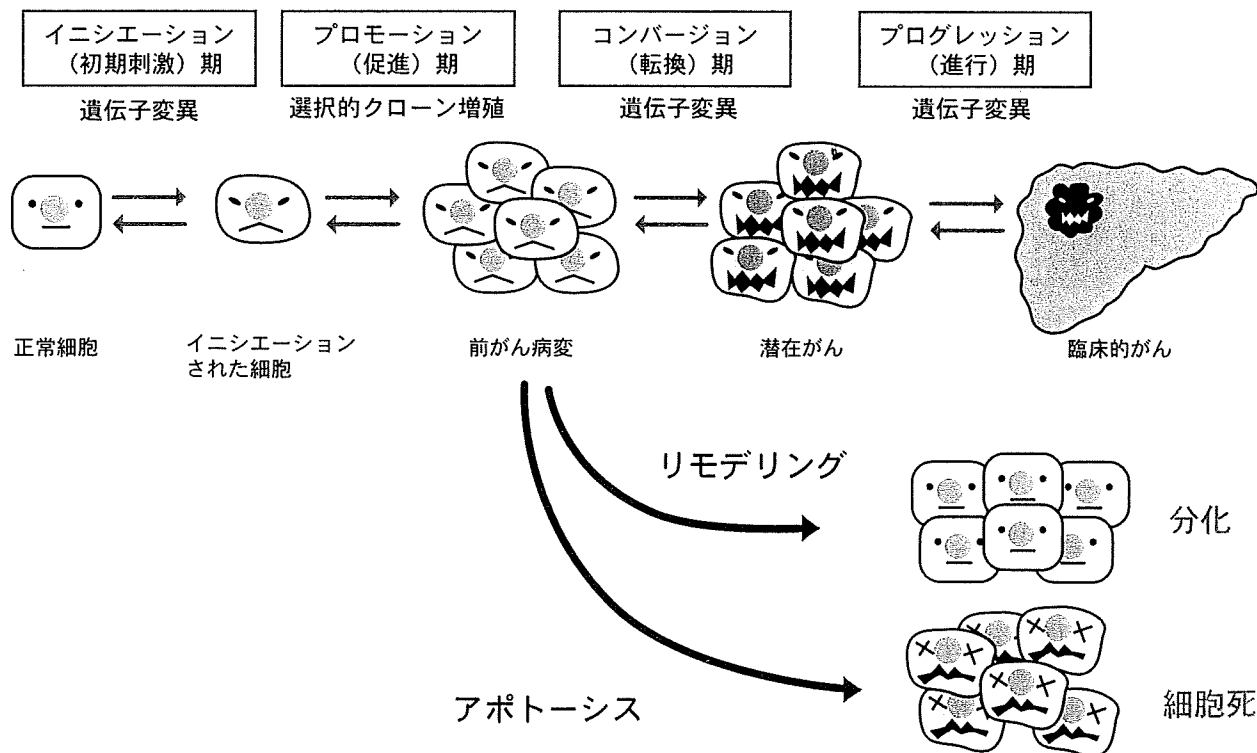 イニシエーション
（初期刺激）期
プロモーション
（促進）期
コンバージョン
（転換）期
プログレッション
（進行）期
遺伝子変異
選択的クローン増殖
遺伝子変異
遺伝子変異
正常細胞
イニシエーション
された細胞
前がん病変
潜在がん
臨床的がん
リモデリング
分化
アポトーシス
細胞死